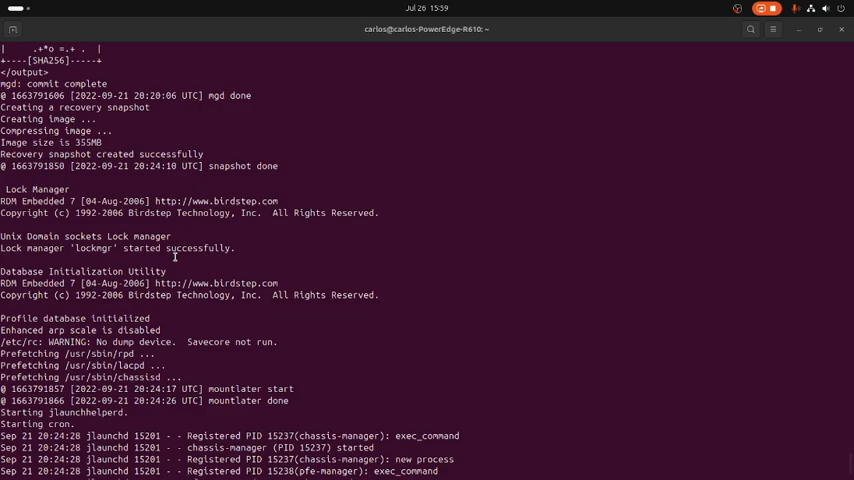 Jul 26 15:59
carlos@carlos-PowerEdge-R610: ~
|     .+*o =.+ .  |
+----[SHA256]-----+
</output>
mgd: commit complete
@ 1663791606 [2022-09-21 20:20:06 UTC] mgd done
Creating a recovery snapshot
Creating image ...
Compressing image ...
Image size is 355MB
Recovery snapshot created successfully
@ 1663791850 [2022-09-21 20:24:10 UTC] snapshot done
Lock Manager
RDM Embedded 7 [04-Aug-2006] http://www.birdstep.com
Copyright (c) 1992-2006 Birdstep Technology, Inc.  All Rights Reserved.
Unix Domain sockets Lock manager
Lock manager 'lockmgr' started successfully.
Database Initialization Utility
RDM Embedded 7 [04-Aug-2006] http://www.birdstep.com
Copyright (c) 1992-2006 Birdstep Technology, Inc.  All Rights Reserved.
Profile database initialized
Enhanced arp scale is disabled
/etc/rc: WARNING: No dump device.  Savecore not run.
Prefetching /usr/sbin/rpd ...
Prefetching /usr/sbin/lacpd ...
Prefetching /usr/sbin/chassisd ...
@ 1663791857 [2022-09-21 20:24:17 UTC] mountlater start
@ 1663791866 [2022-09-21 20:24:26 UTC] mountlater done
Starting jlaunchhelperd.
Starting cron.
Sep 21 20:24:28 jlaunchd 15201 - - Registered PID 15237(chassis-manager): exec_command
Sep 21 20:24:28 jlaunchd 15201 - - chassis-manager (PID 15237) started
Sep 21 20:24:28 jlaunchd 15201 - - Registered PID 15237(chassis-manager): new process
Sep 21 20:24:28 jlaunchd 15201 - - Registered PID 15238(pfe-manager): exec_command